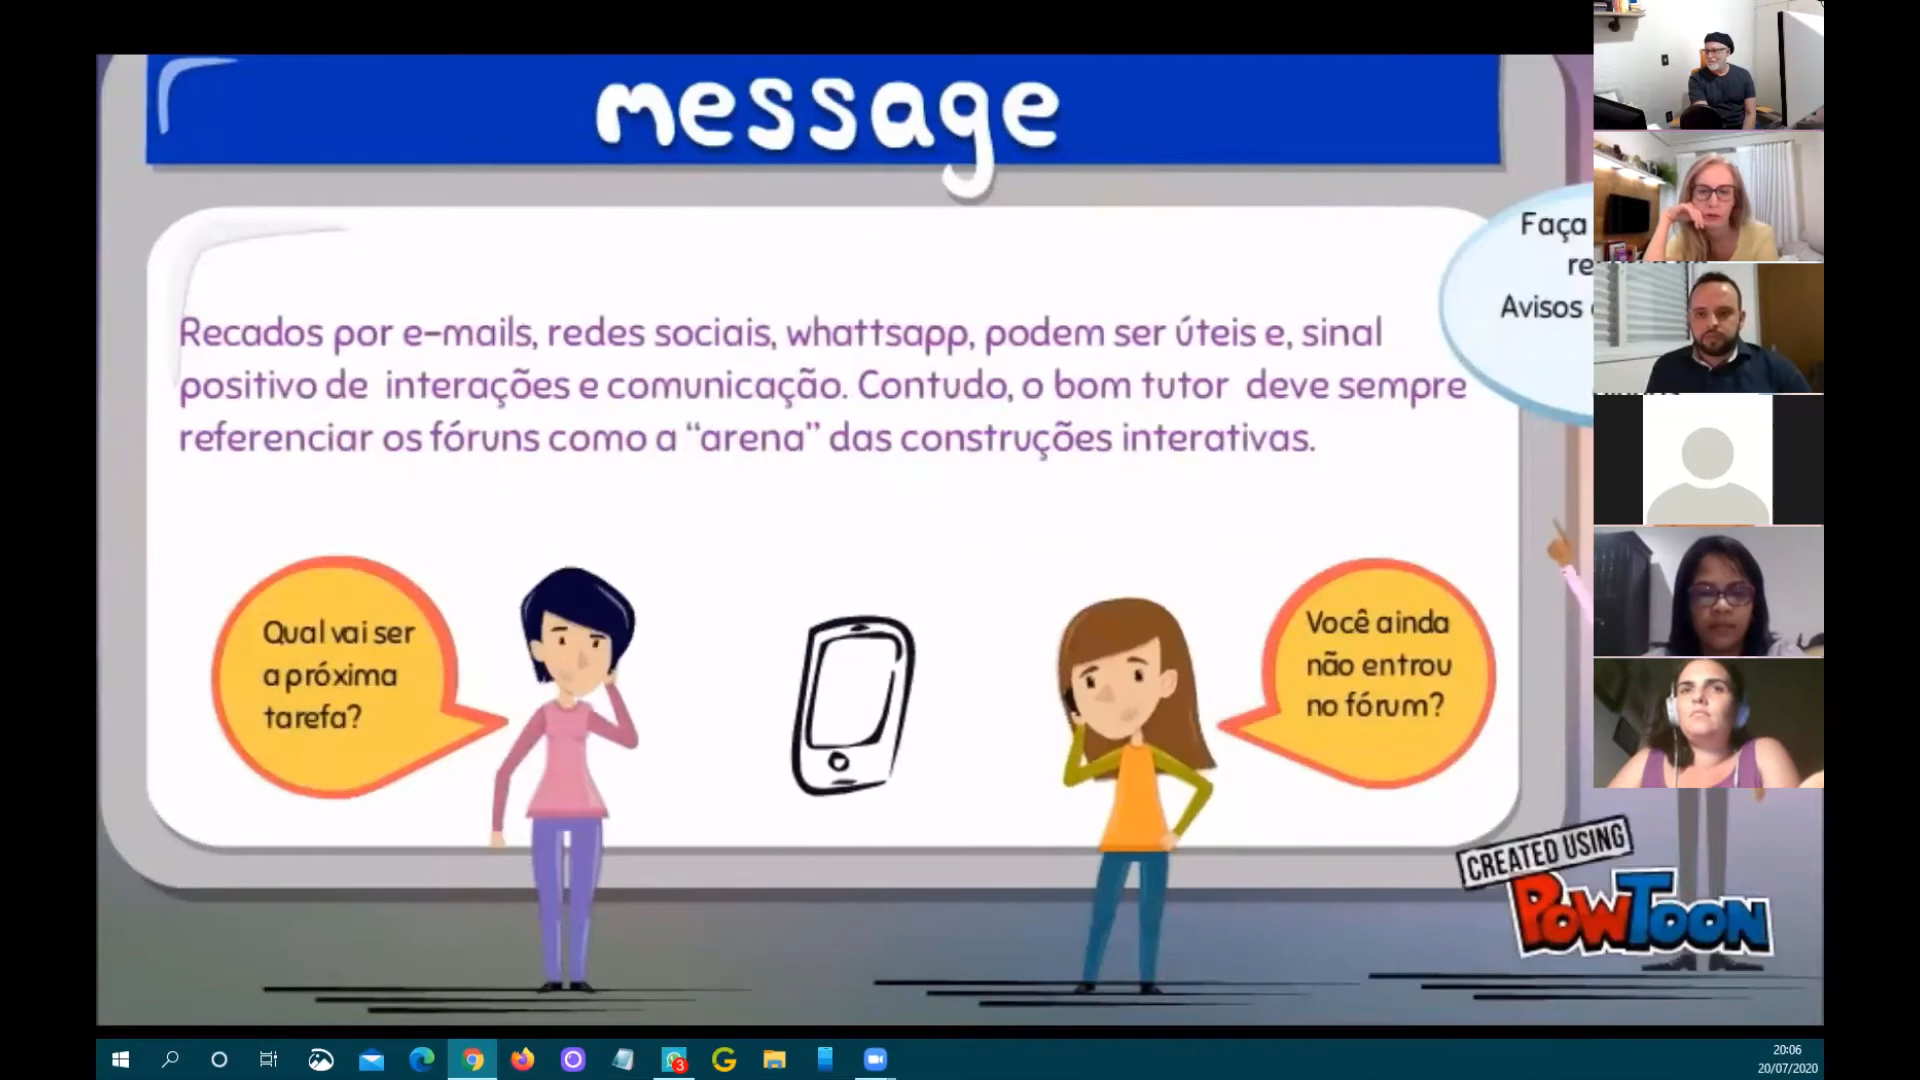 message
Faça
re
Avisos
Recados por e-mails, redes sociais, whattsapp, podem ser úteis e, sinal
positivo de interações e comunicação. Contudo, o bom tutor deve sempre
referenciar os fóruns como a “arena” das construções interativas.
Qual vai ser
a próxima
tarefa?
Você ainda
não entrou
no fórum?
CREATED USING
POWTOON
3
20:06
20/07/2020